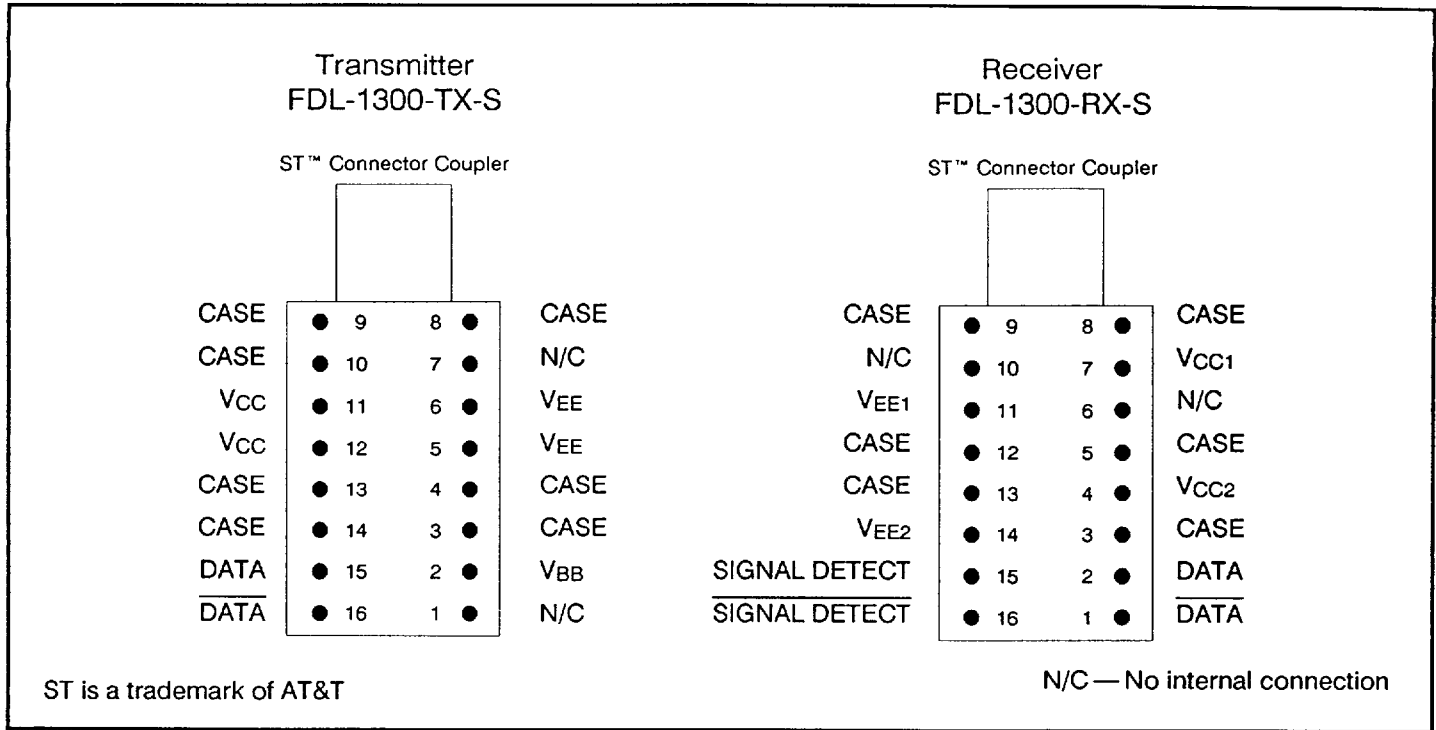 Transmitter
FDL-1300-TX-S
ST™ Connector Coupler
CASE 9 8 CASE
CASE 10 7 N/C
VCC 11 6 VEE
VCC 12 5 VEE
CASE 13 4 CASE
CASE 14 3 CASE
DATA 15 2 VBB
D̅A̅T̅A̅ 16 1 N/C
ST is a trademark of AT&T
Receiver
FDL-1300-RX-S
ST™ Connector Coupler
CASE 9 8 CASE
N/C 10 7 VCC1
VEE1 11 6 N/C
CASE 12 5 CASE
CASE 13 4 VCC2
VEE2 14 3 CASE
SIGNAL DETECT 15 2 DATA
S̅I̅G̅N̅A̅L̅ ̅D̅E̅T̅E̅C̅T̅ 16 1 D̅A̅T̅A̅
N/C — No internal connection